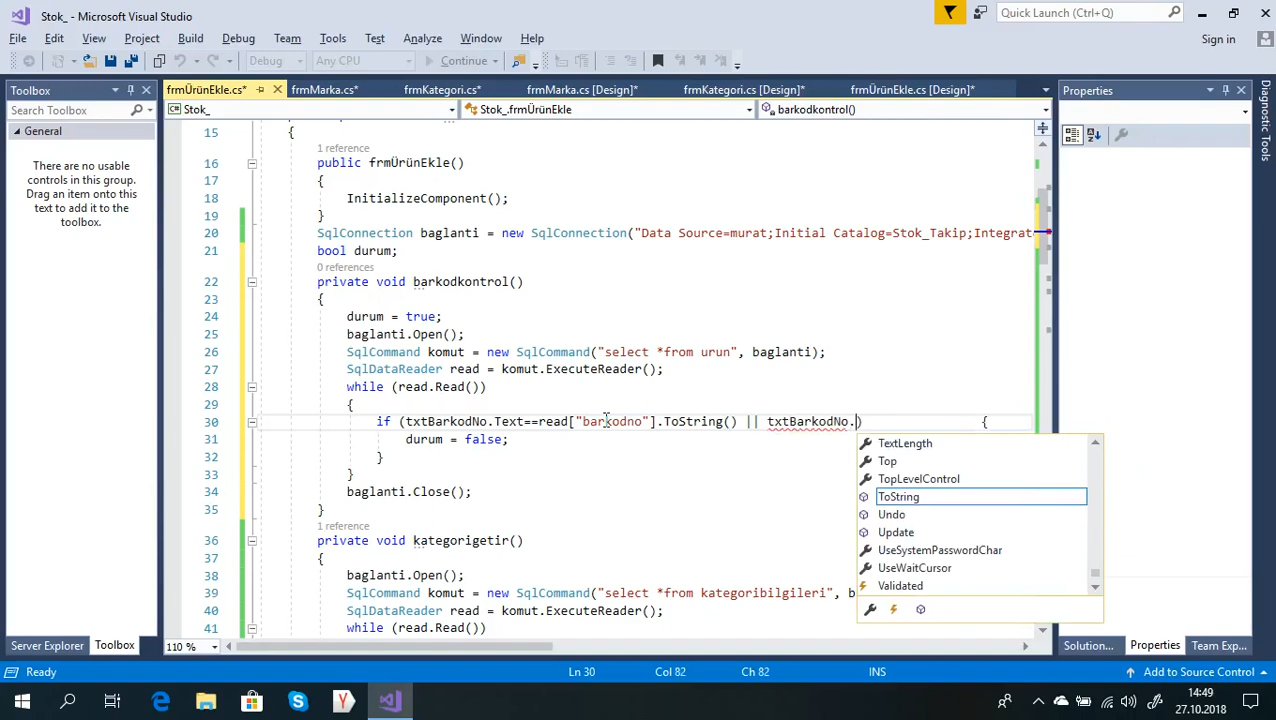 Stok_ - Microsoft Visual Studio
Quick Launch (Ctrl+Q)
File Edit View Project Build Debug Team Tools Test Analyze Window Help
Sign in
Debug Any CPU Continue
Toolbox
frmÜrünEkle.cs* frmMarka.cs* frmKategori.cs* frmMarka.cs [Design]* frmKategori.cs [Design]* frmÜrünEkle.cs [Design]*
Properties
Search Toolbox
Stok_ Stok_.frmÜrünEkle barkodkontrol()
General
There are no usable
controls in this group.
Drag an item onto this
text to add it to the
toolbox.
15 {
1 reference
16 public frmÜrünEkle()
17 {
18 InitializeComponent();
19 }
20 SqlConnection baglanti = new SqlConnection("Data Source=murat;Initial Catalog=Stok_Takip;Integrat
21 bool durum;
0 references
22 private void barkodkontrol()
23 {
24 durum = true;
25 baglanti.Open();
26 SqlCommand komut = new SqlCommand("select *from urun", baglanti);
27 SqlDataReader read = komut.ExecuteReader();
28 while (read.Read())
29 {
30 if (txtBarkodNo.Text==read["barkodno"].ToString() || txtBarkodNo.) {
31 durum = false;
32 }
33 }
34 baglanti.Close();
35 }
1 reference
36 private void kategorigetir()
37 {
38 baglanti.Open();
39 SqlCommand komut = new SqlCommand("select *from kategoribilgileri", b
40 SqlDataReader read = komut.ExecuteReader();
41 while (read.Read())
TextLength
Top
TopLevelControl
ToString
Undo
Update
UseSystemPasswordChar
UseWaitCursor
Validated
Diagnostic Tools
110 %
Server Explorer Toolbox
Solution... Properties Team Exp...
Ready Ln 30 Col 82 Ch 82 INS Add to Source Control
14:49
27.10.2018